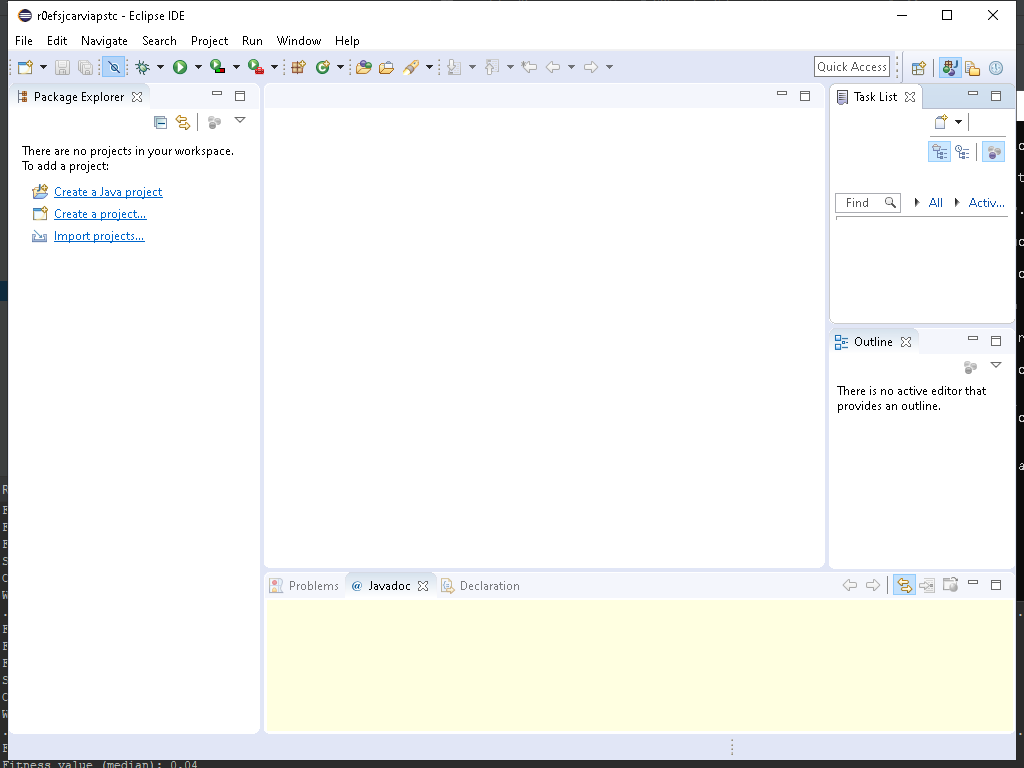 r0efsjcarviapstc - Eclipse IDE
File Edit Navigate Search Project Run Window Help
Quick Access
Package Explorer
Task List
There are no projects in your workspace.
To add a project:
Create a Java project
Create a project...
Import projects...
Find All Activ...
Outline
There is no active editor that
provides an outline.
Problems @ Javadoc Declaration
Fitness value (median): 0.04